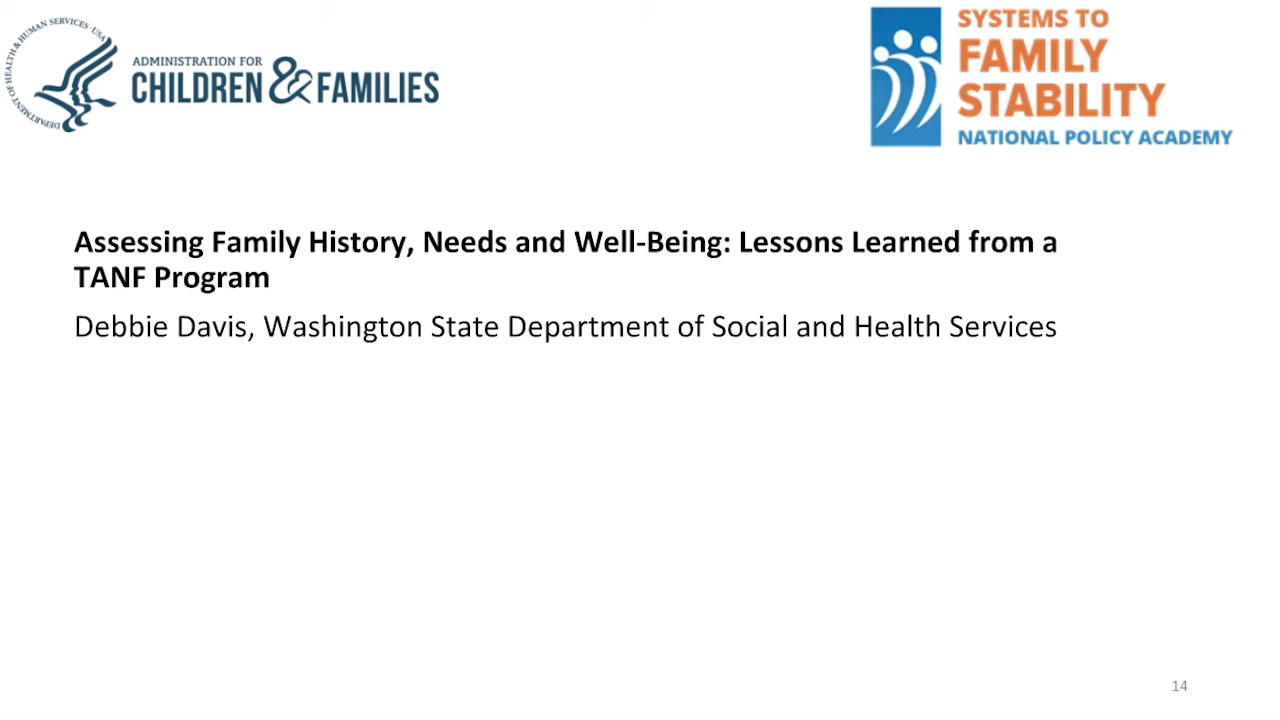 DEPARTMENT OF HEALTH & HUMAN SERVICES · USA
ADMINISTRATION FOR
CHILDREN & FAMILIES
SYSTEMS TO
FAMILY
STABILITY
NATIONAL POLICY ACADEMY
Assessing Family History, Needs and Well-Being: Lessons Learned from a
TANF Program
Debbie Davis, Washington State Department of Social and Health Services
14